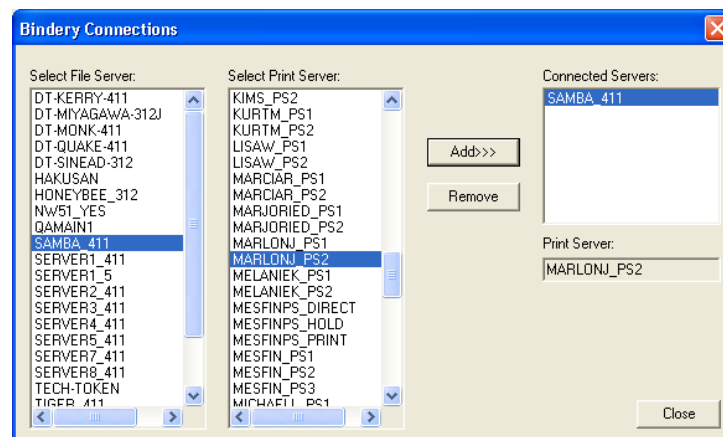 Bindery Connections
Select File Server:
DT-KERRY-411
DT-MIYAGAWA-312J
DT-MONK-411
DT-QUAKE-411
DT-SINEAD-312
HAKUSAN
HONEYBEE_312
NW51_YES
QAMAIN1
SAMBA_411
SERVER1_411
SERVER1_5
SERVER2_411
SERVER3_411
SERVER4_411
SERVER5_411
SERVER7_411
SERVER8_411
TECH-TOKEN
TIGER_411
Select Print Server:
KIMS_PS2
KURTM_PS1
KURTM_PS2
LISAW_PS1
LISAW_PS2
MARCIAR_PS1
MARCIAR_PS2
MARJORIED_PS1
MARJORIED_PS2
MARLONJ_PS1
MARLONJ_PS2
MELANIEK_PS1
MELANIEK_PS2
MESFINPS_DIRECT
MESFINPS_HOLD
MESFINPS_PRINT
MESFIN_PS1
MESFIN_PS2
MESFIN_PS3
MICHAELL_PS1
Add>>>
Remove
Connected Servers:
SAMBA_411
Print Server:
MARLONJ_PS2
Close